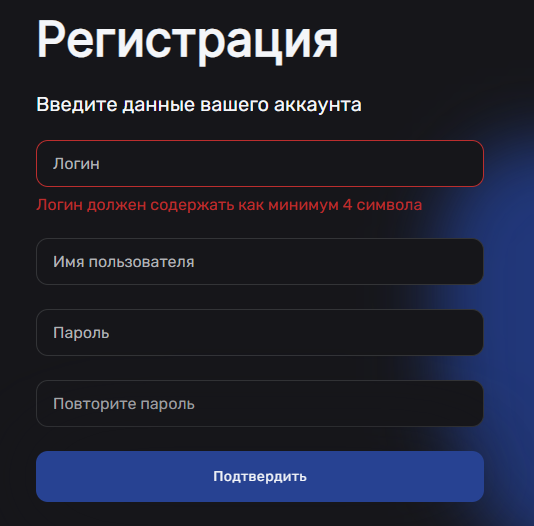 Регистрация
Введите данные вашего аккаунта
Логин
Логин должен содержать как минимум 4 символа
Имя пользователя
Пароль
Повторите пароль
Подтвердить